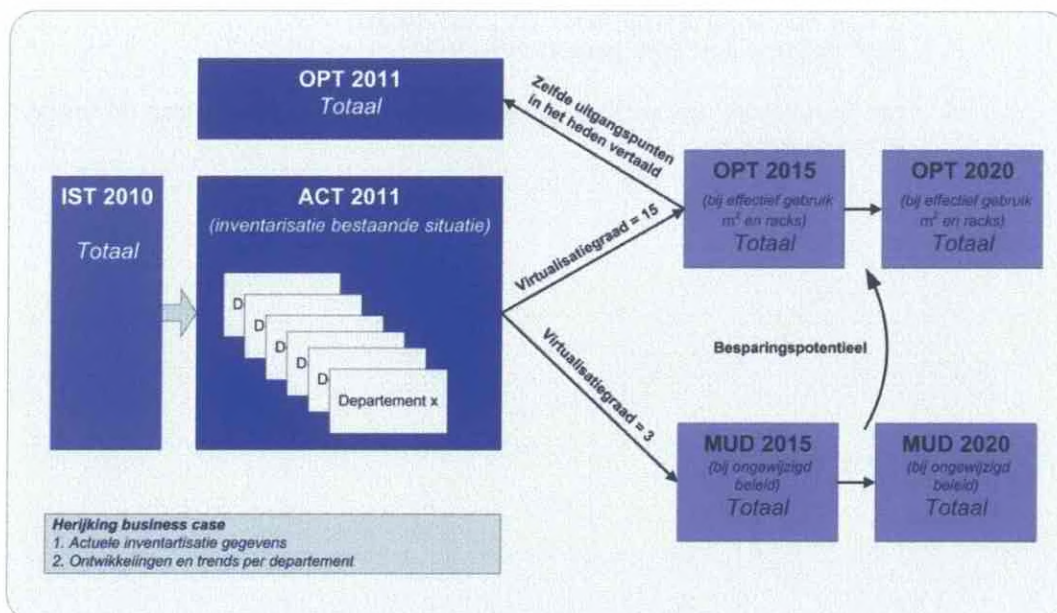 OPT 2011
Totaal
Zelfde uitgangspunten
in het heden vertaald
IST 2010
Totaal
ACT 2011
(inventarisatie bestaande situatie)
D
D
D
D
D
Departement x
Virtualisatiegraad = 15
Virtualisatiegraad = 3
OPT 2015
(bij effectief gebruik
m² en racks)
Totaal
OPT 2020
(bij effectief gebruik
m² en racks)
Totaal
Besparingspotentieel
MUD 2015
(bij ongewijzigd
beleid)
Totaal
MUD 2020
(bij ongewijzigd
beleid)
Totaal
Herijking business case
1. Actuele inventartisatie gegevens
2. Ontwikkelingen en trends per departement